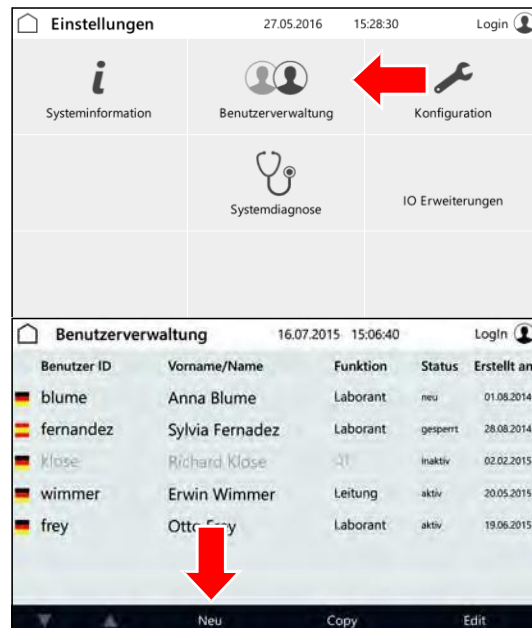 Einstellungen 27.05.2016 15:28:30 Login
Systeminformation Benutzerverwaltung Konfiguration
Systemdiagnose IO Erweiterungen
Benutzerverwaltung 16.07.2015 15:06:40 LogIn
Benutzer ID Vorname/Name Funktion Status Erstellt an
blume Anna Blume Laborant neu 01.08.2014
fernandez Sylvia Fernadez Laborant gesperrt 28.08.2014
klose Richard Klose inaktiv 02.02.2015
wimmer Erwin Wimmer Leitung aktiv 20.05.2015
frey Otto Frey Laborant aktiv 19.06.2015
Neu Copy Edit